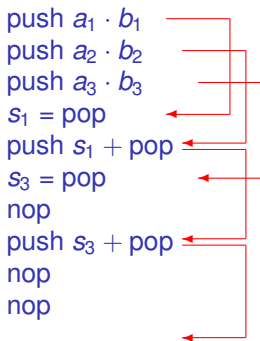 push a₁ · b₁
push a₂ · b₂
push a₃ · b₃
s₁ = pop
push s₁ + pop
s₃ = pop
nop
push s₃ + pop
nop
nop